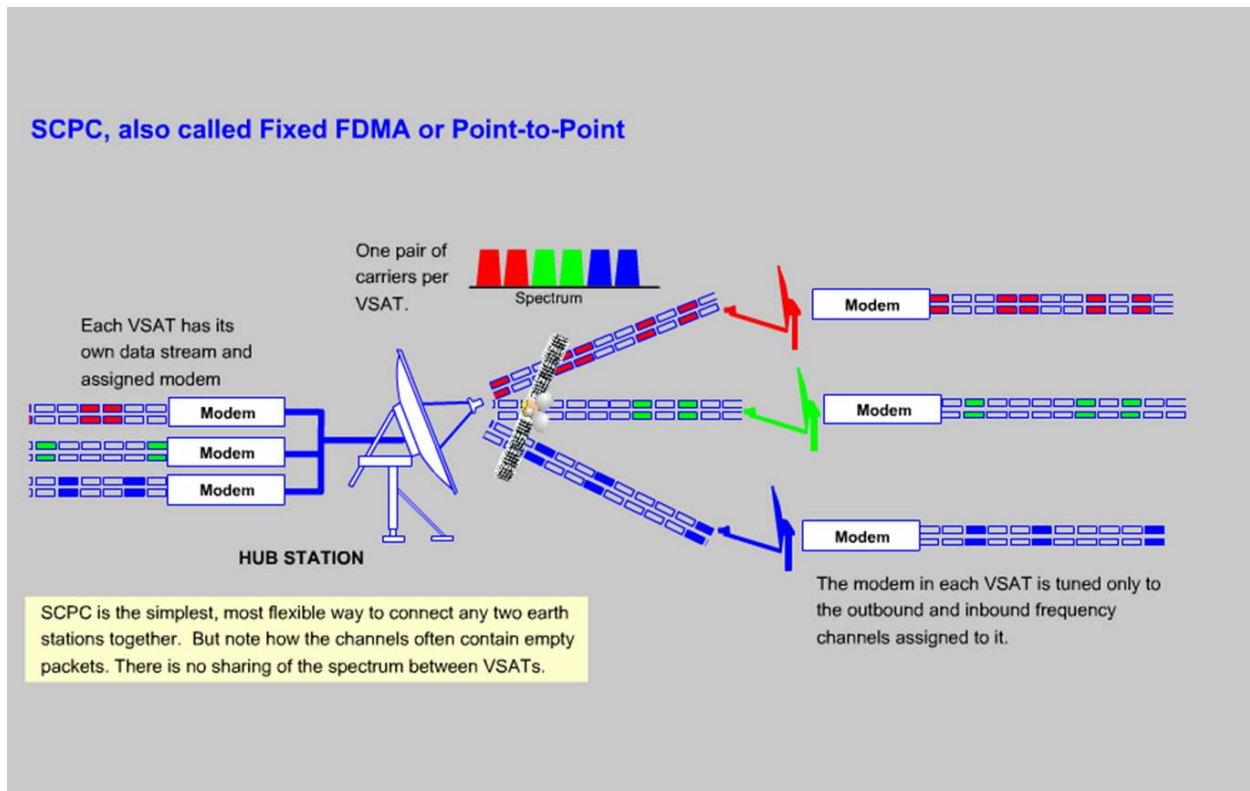 SCPC, also called Fixed FDMA or Point-to-Point
One pair of
carriers per
VSAT.
Spectrum
Each VSAT has its
own data stream and
assigned modem
Modem
Modem
Modem
Modem
Modem
Modem
HUB STATION
The modem in each VSAT is tuned only to
the outbound and inbound frequency
channels assigned to it.
SCPC is the simplest, most flexible way to connect any two earth
stations together.  But note how the channels often contain empty
packets. There is no sharing of the spectrum between VSATs.